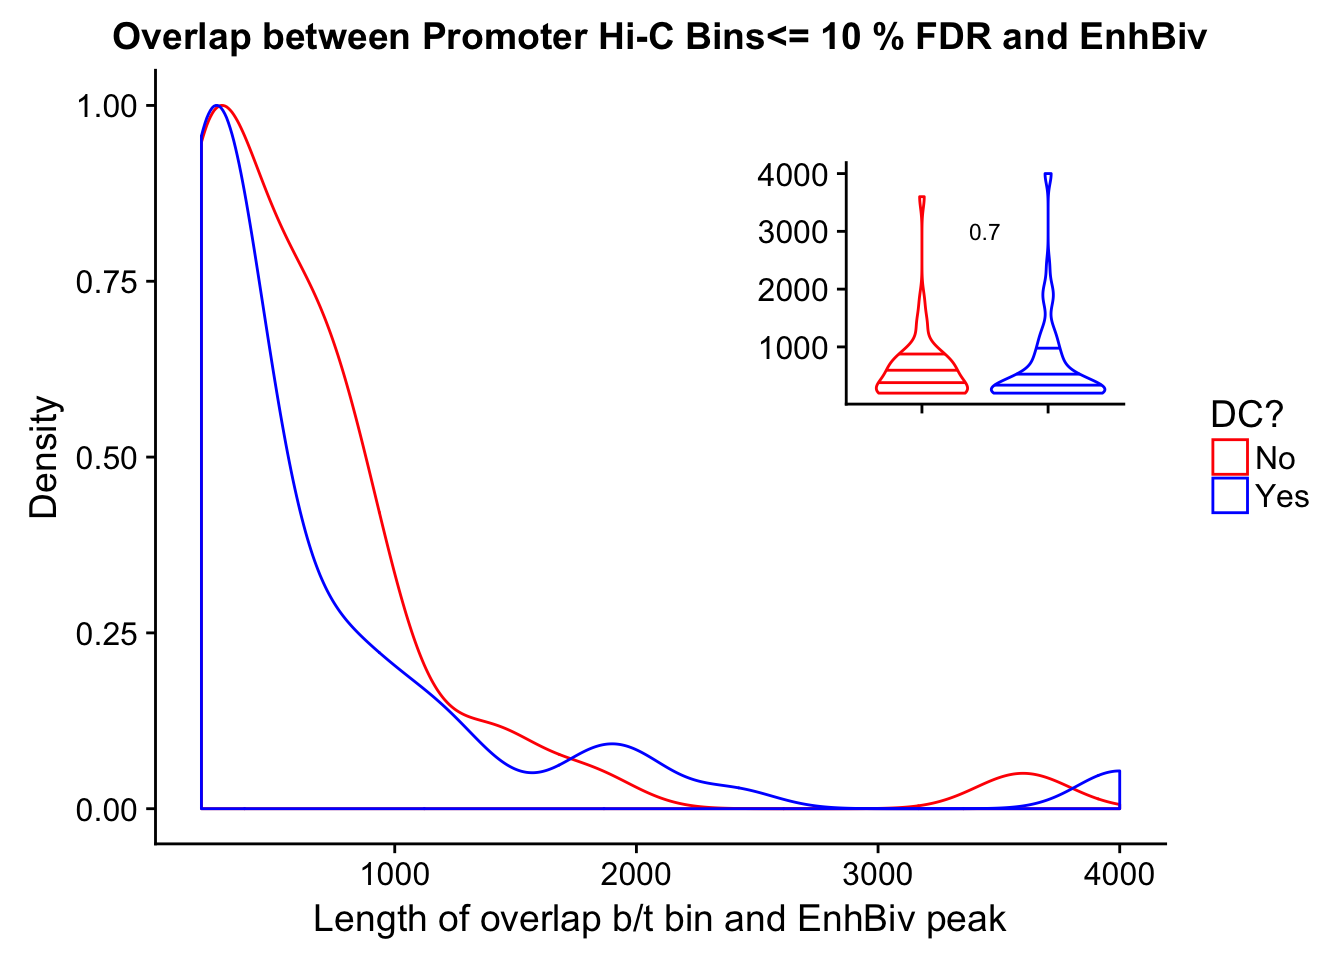 Overlap between Promoter Hi-C Bins<= 10 % FDR and EnhBiv
1.00
0.75
0.50
0.25
0.00
Density
4000
3000
2000
1000
0.7
DC?
No
Yes
1000 2000 3000 4000
Length of overlap b/t bin and EnhBiv peak